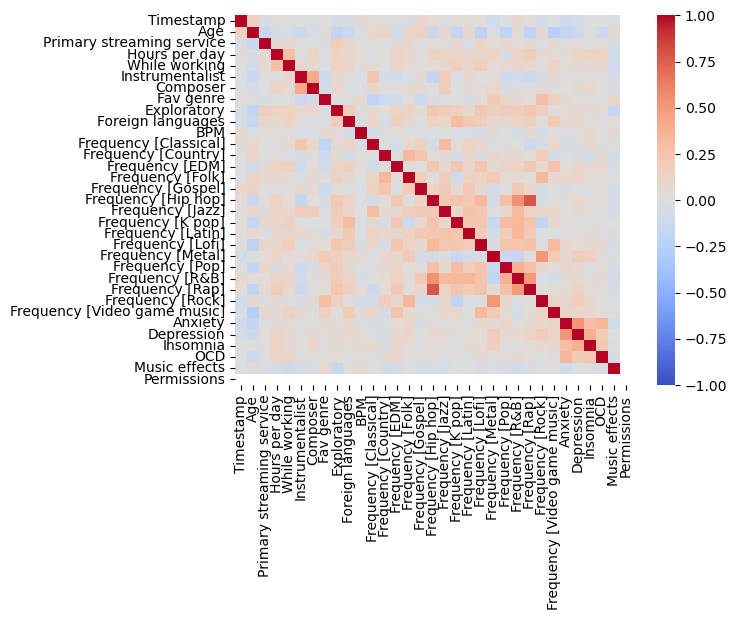 Timestamp
Age
Primary streaming service
Hours per day
While working
Instrumentalist
Composer
Fav genre
Exploratory
Foreign languages
BPM
Frequency [Classical]
Frequency [Country]
Frequency [EDM]
Frequency [Folk]
Frequency [Gospel]
Frequency [Hip hop]
Frequency [Jazz]
Frequency [K pop]
Frequency [Latin]
Frequency [Lofi]
Frequency [Metal]
Frequency [Pop]
Frequency [R&B]
Frequency [Rap]
Frequency [Rock]
Frequency [Video game music]
Anxiety
Depression
Insomnia
OCD
Music effects
Permissions
Timestamp
Age
Primary streaming service
Hours per day
While working
Instrumentalist
Composer
Fav genre
Exploratory
Foreign languages
BPM
Frequency [Classical]
Frequency [Country]
Frequency [EDM]
Frequency [Folk]
Frequency [Gospel]
Frequency [Hip hop]
Frequency [Jazz]
Frequency [K pop]
Frequency [Latin]
Frequency [Lofi]
Frequency [Metal]
Frequency [Pop]
Frequency [R&B]
Frequency [Rap]
Frequency [Rock]
Frequency [Video game music]
Anxiety
Depression
Insomnia
OCD
Music effects
Permissions
1.00
0.75
0.50
0.25
0.00
−0.25
−0.50
−0.75
−1.00